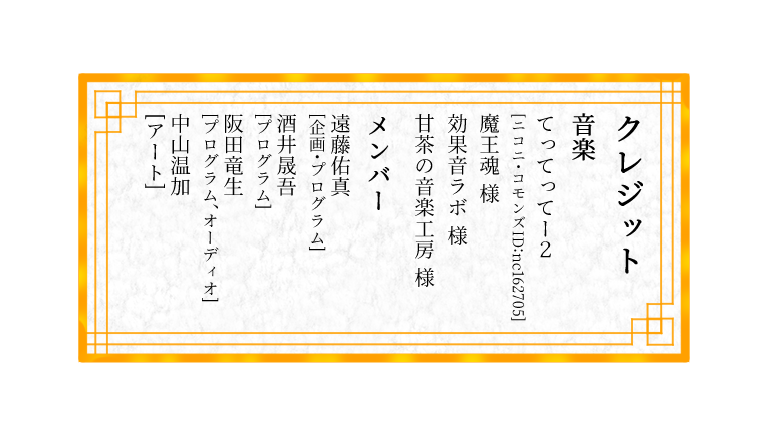 クレジット
音楽
てってってー2
[ニコニ・コモンズID:nc162705]
魔王魂 様
効果音ラボ 様
甘茶の音楽工房 様
メンバー
遠藤佑真
[企画・プログラム]
酒井晟吾
[プログラム]
阪田竜生
[プログラム、オーディオ]
中山温加
[アート]